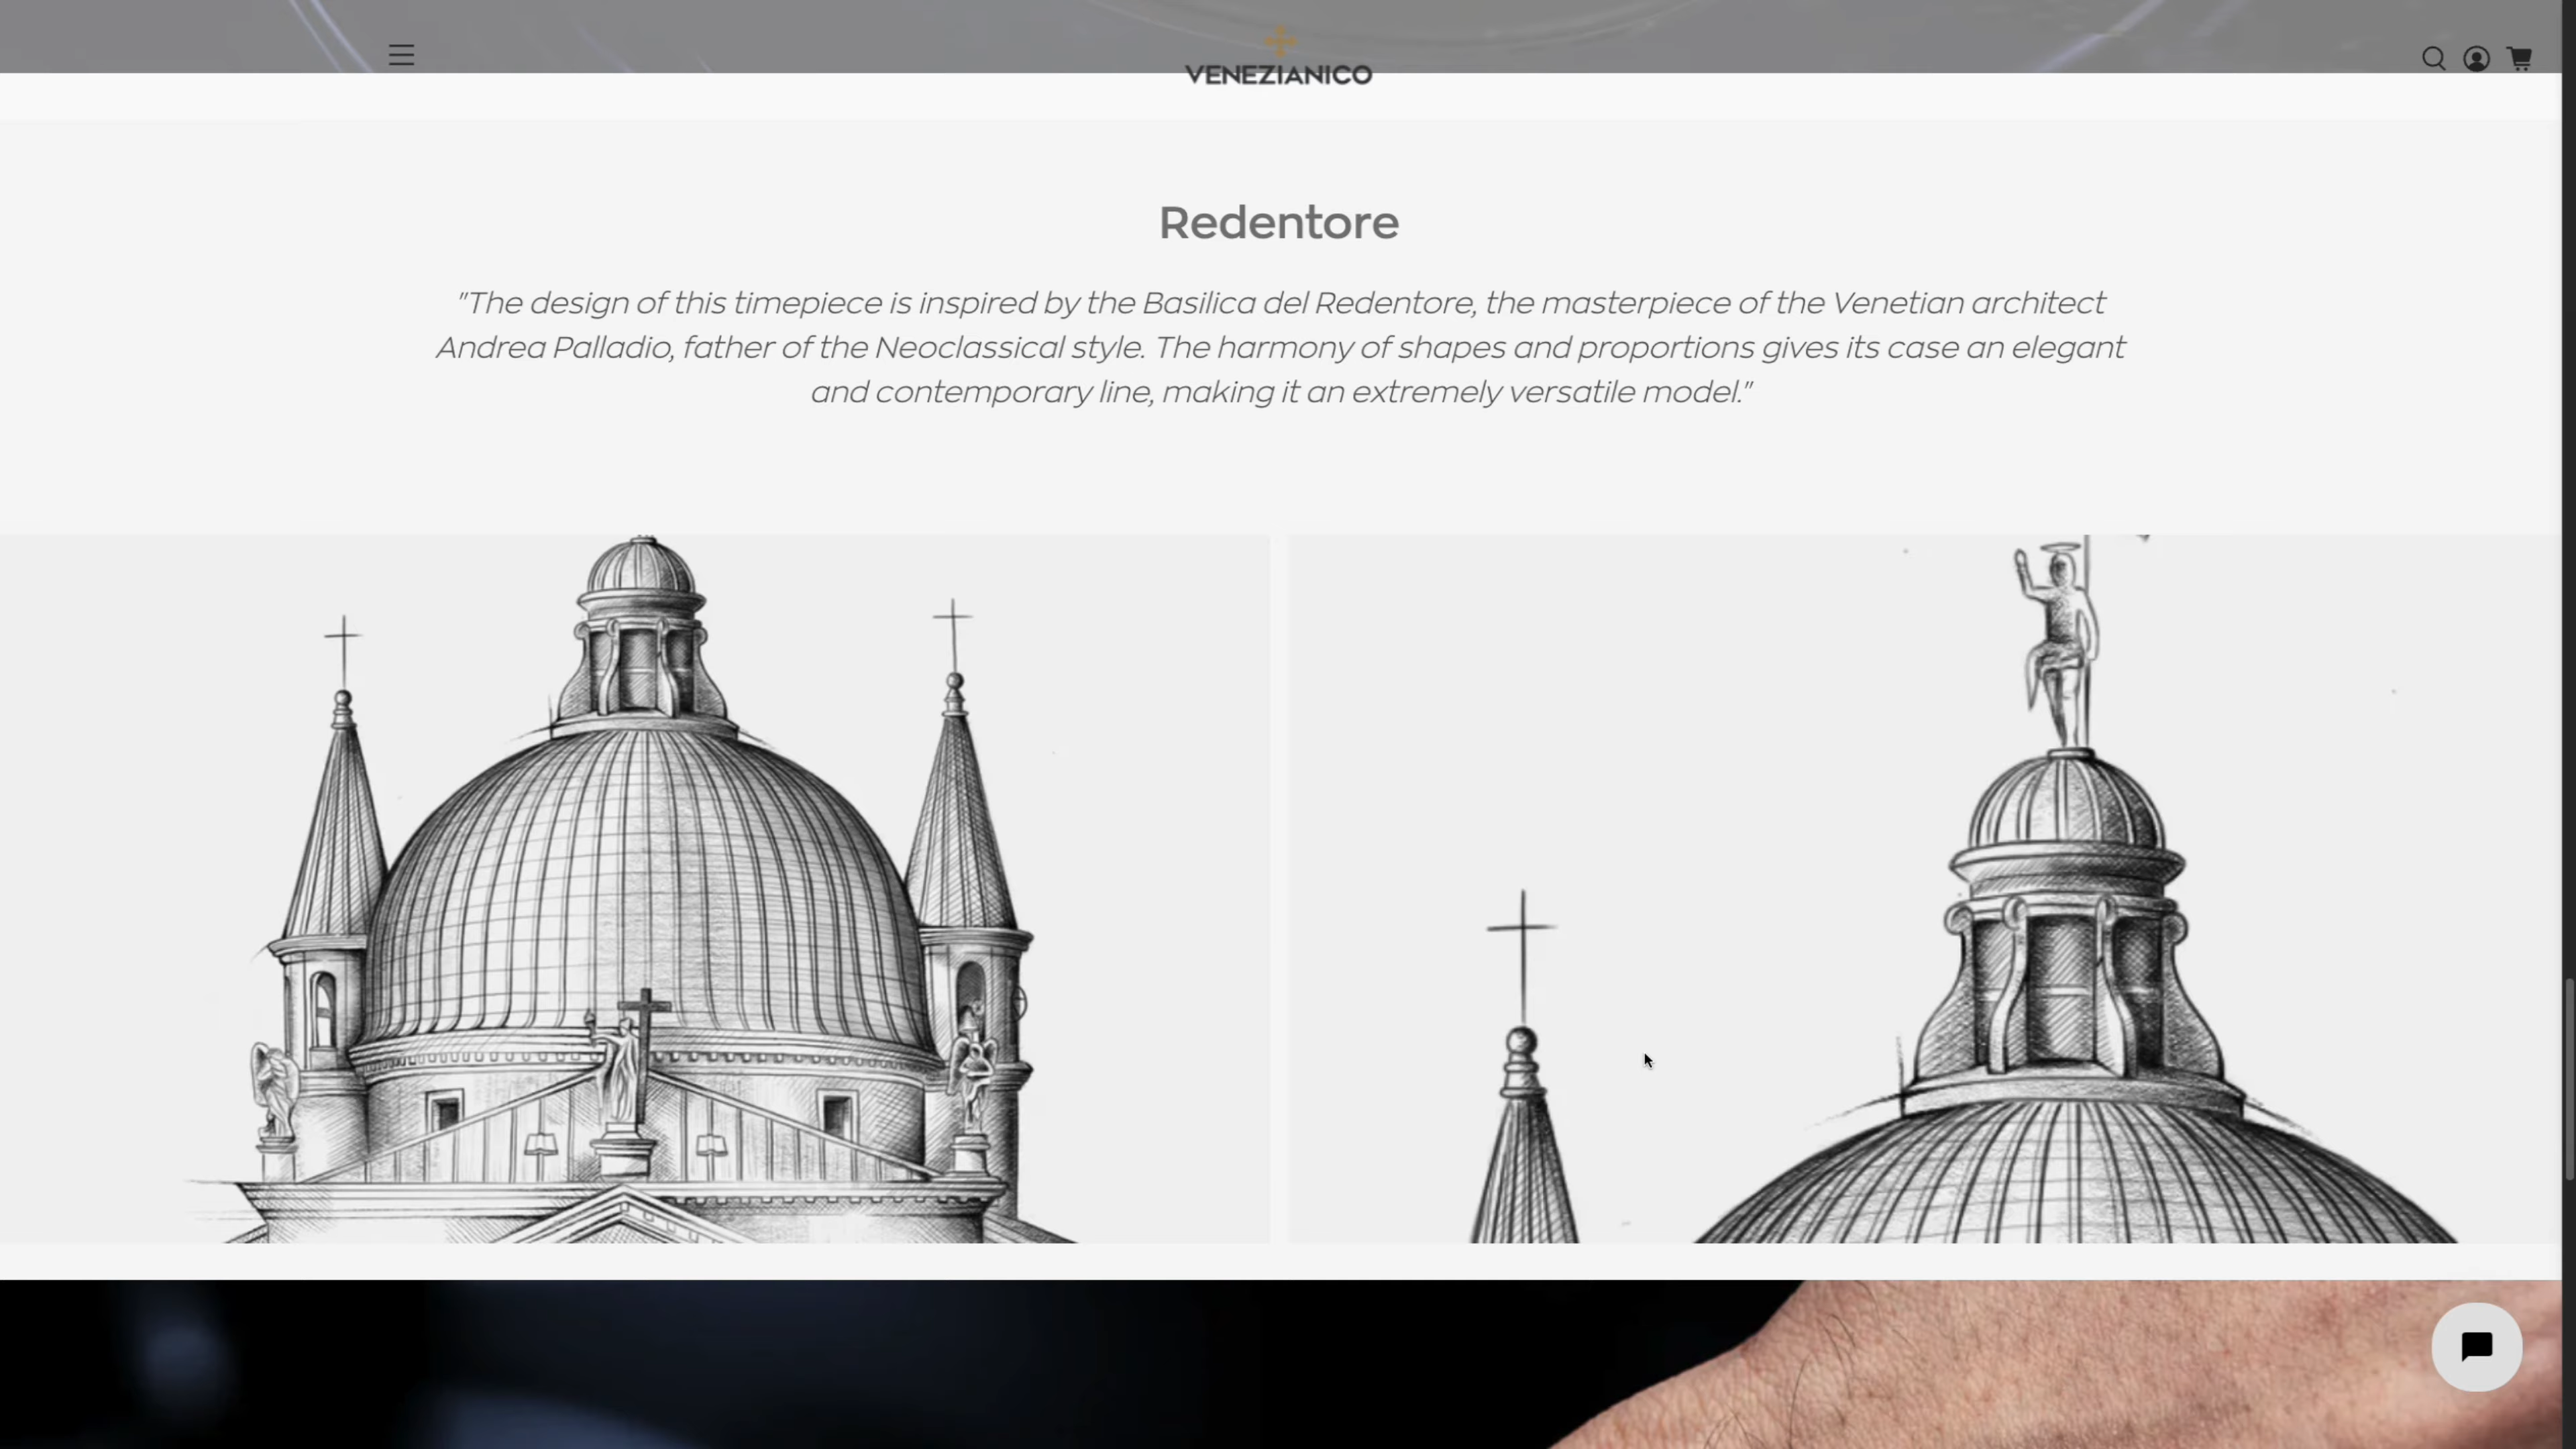 VENEZIANICO
Redentore
"The design of this timepiece is inspired by the Basilica del Redentore, the masterpiece of the Venetian architect
Andrea Palladio, father of the Neoclassical style. The harmony of shapes and proportions gives its case an elegant
and contemporary line, making it an extremely versatile model."